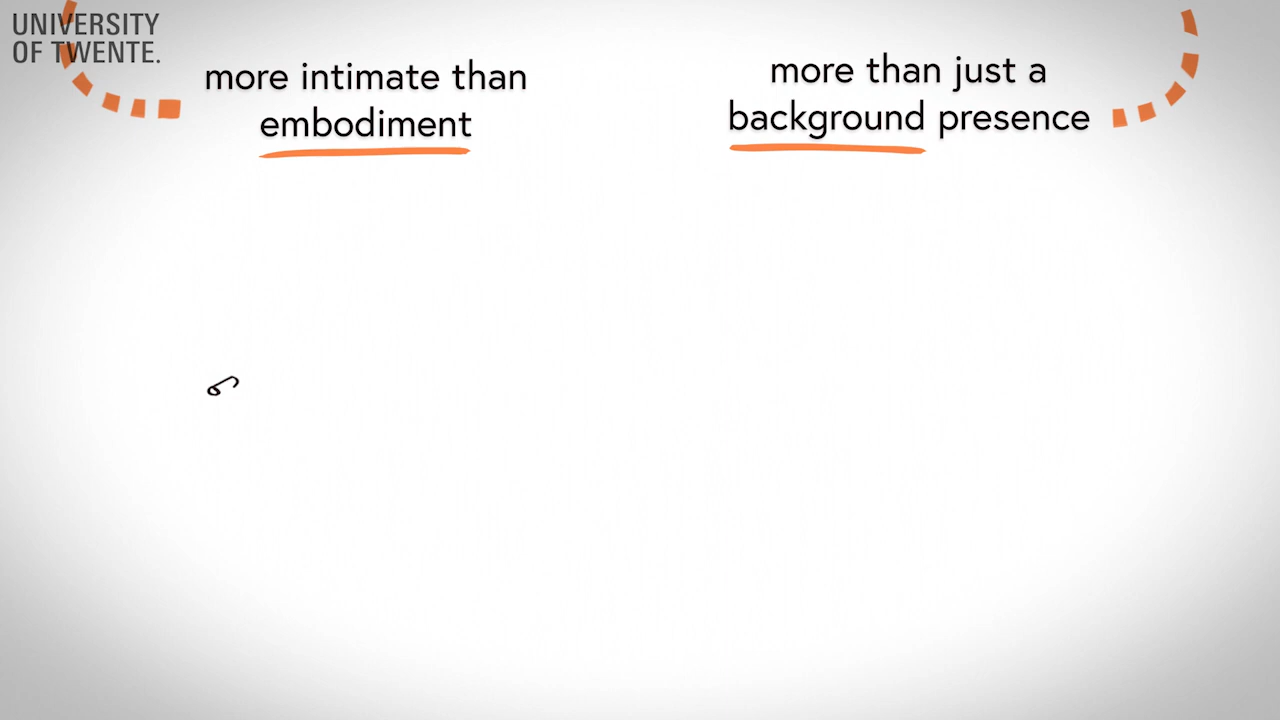 UNIVERSITY
OF TWENTE.
more intimate than
embodiment
more than just a
background presence